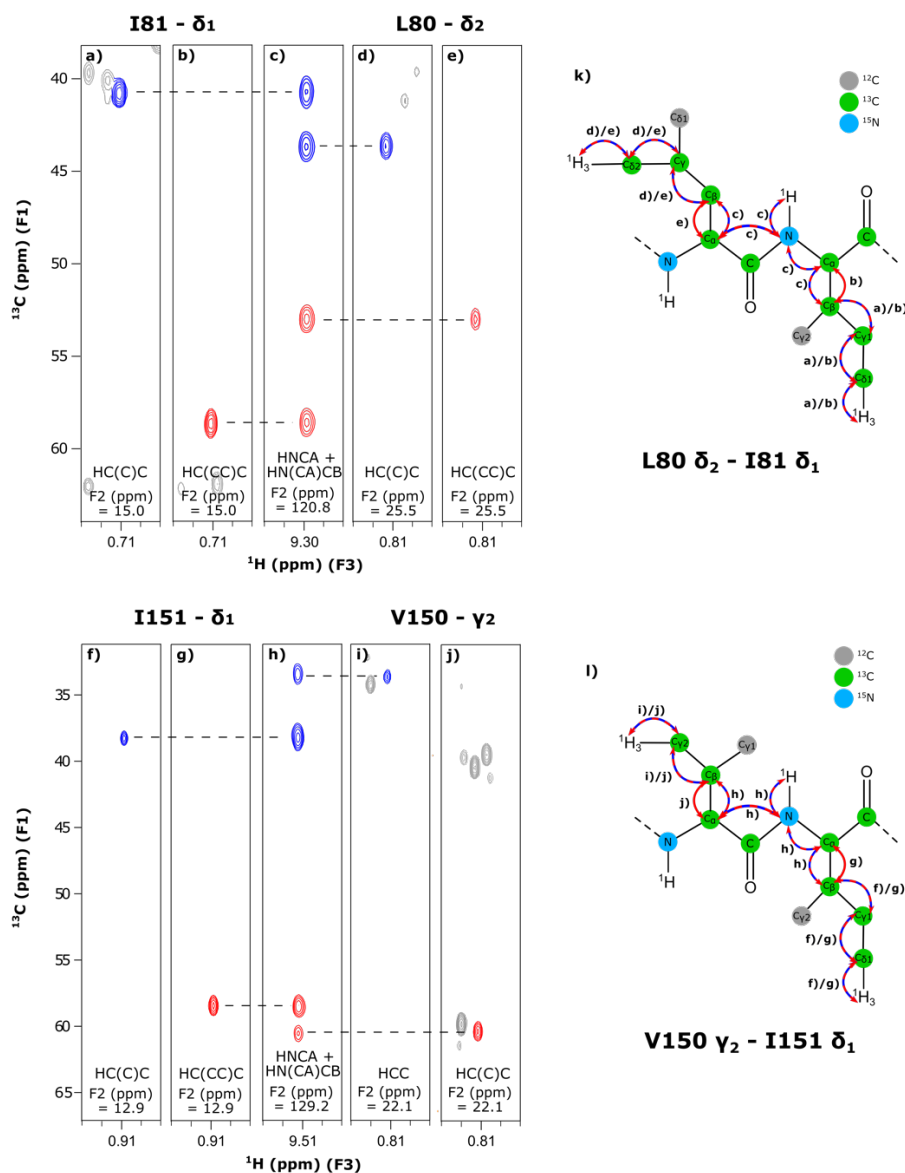 I81 - δ1
L80 - δ2
a)
b)
c)
d)
e)
40
45
50
55
60
¹³C (ppm) (F1)
HC(C)C
F2 (ppm)
= 15.0
HC(CC)C
F2 (ppm)
= 15.0
HNCA +
HN(CA)CB
F2 (ppm)
= 120.8
HC(C)C
F2 (ppm)
= 25.5
HC(CC)C
F2 (ppm)
= 25.5
0.71
0.71
9.30
0.81
0.81
¹H (ppm) (F3)
k)
¹²C
¹³C
¹⁵N
Cδ1
d)/e)
d)/e)
¹H3
Cδ2
Cγ
d)/e)
Cβ
¹H
e)
c)
c)
c)
N
O
Cα
C
N
C
Cα
¹H
O
c)
c)
b)
Cβ
a)/b)
Cγ2
Cγ1
a)/b)
Cδ1
a)/b)
¹H3
L80 δ2 - I81 δ1
I151 - δ1
V150 - γ2
f)
g)
h)
i)
j)
35
40
45
50
55
60
65
¹³C (ppm) (F1)
HC(C)C
F2 (ppm)
= 12.9
HC(CC)C
F2 (ppm)
= 12.9
HNCA +
HN(CA)CB
F2 (ppm)
= 129.2
HCC
F2 (ppm)
= 22.1
HC(C)C
F2 (ppm)
= 22.1
0.91
0.91
9.51
0.81
0.81
¹H (ppm) (F3)
l)
¹²C
¹³C
¹⁵N
i)/j)
¹H3
Cγ2
Cγ1
i)/j)
Cβ
¹H
j)
h)
h)
h)
N
O
Cα
C
N
C
Cα
¹H
O
h)
h)
g)
Cβ
f)/g)
Cγ2
Cγ1
f)/g)
Cδ1
f)/g)
¹H3
V150 γ2 - I151 δ1